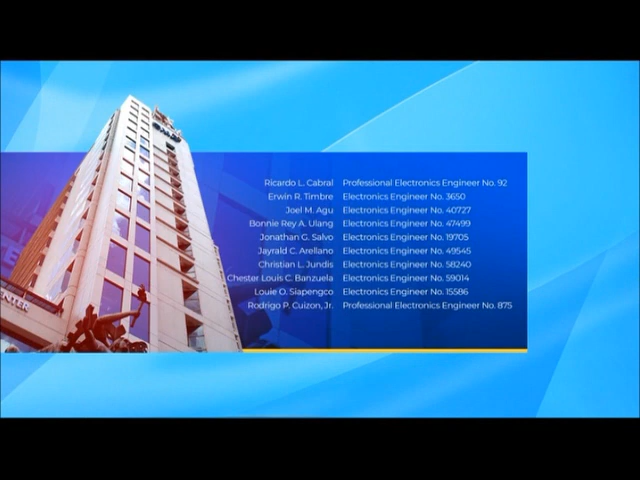 GMA
ENTER
Ricardo L. Cabral Professional Electronics Engineer No. 92
Erwin R. Timbre Electronics Engineer No. 3650
Joel M. Agu Electronics Engineer No. 40727
Bonnie Rey A. Ulang Electronics Engineer No. 47499
Jonathan G. Salvo Electronics Engineer No. 19705
Jayrald C. Arellano Electronics Engineer No. 49545
Christian L. Jundis Electronics Engineer No. 58240
Chester Louis C. Banzuela Electronics Engineer No. 59014
Louie O. Siapengco Electronics Engineer No. 15586
Rodrigo P. Cuizon, Jr. Professional Electronics Engineer No. 875